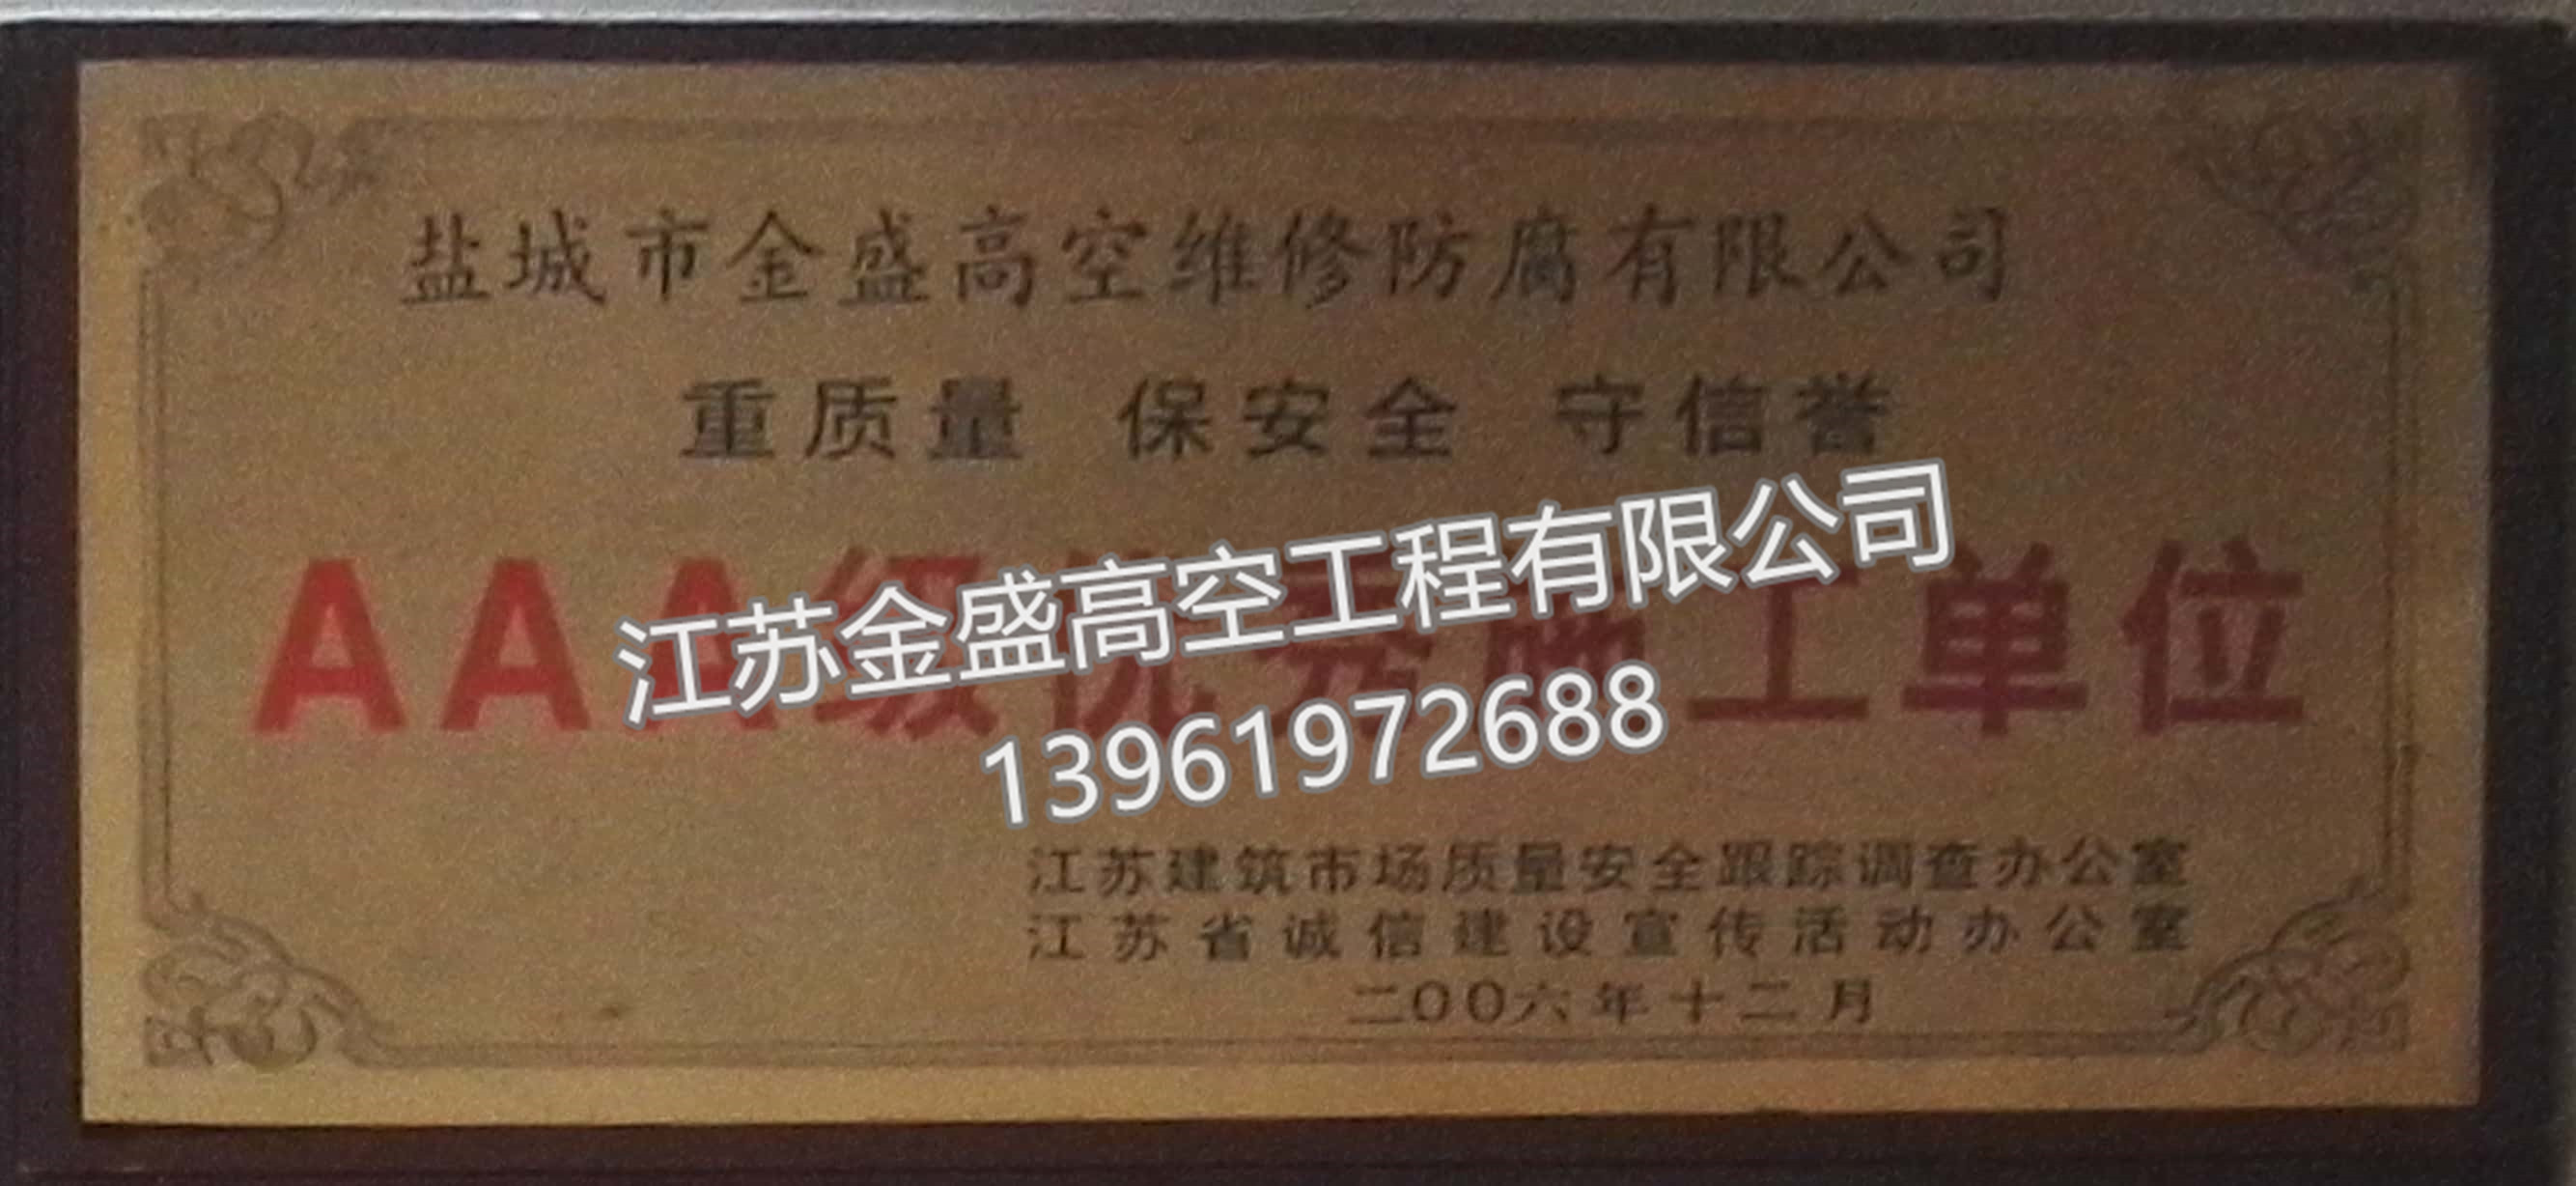 盐城市金盛高空维修防腐有限公司
重质量 保安全 守信誉
AAA级优秀施工单位
江苏金盛高空工程有限公司
13961972688
江苏建筑市场质量安全跟踪调查办公室
江苏省诚信建设宣传活动办公室
二00六年十二月